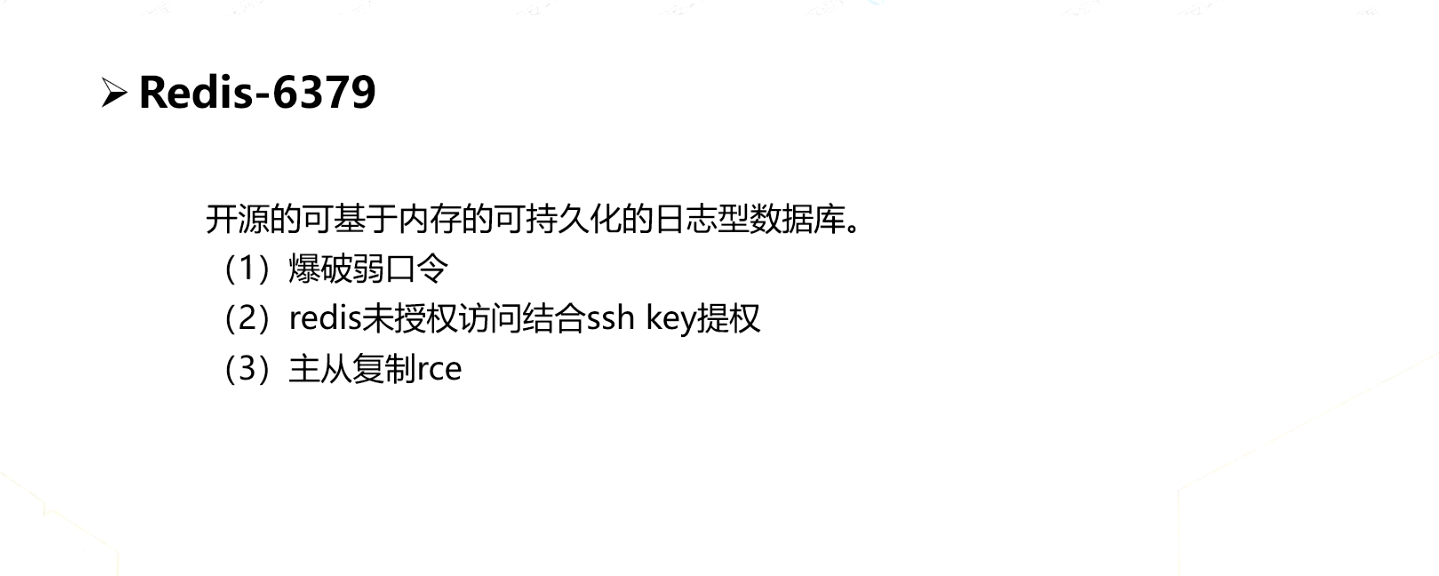 ➢ Redis-6379
开源的可基于内存的可持久化的日志型数据库。
（1）爆破弱口令
（2）redis未授权访问结合ssh key提权
（3）主从复制rce